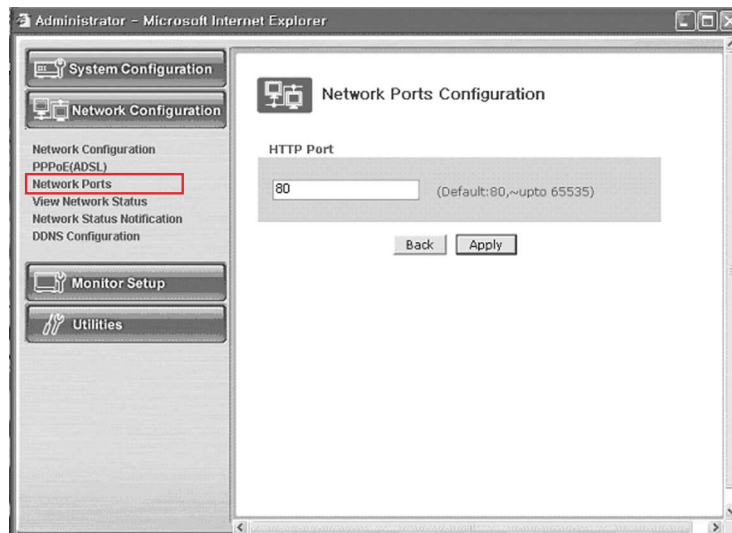 Administrator - Microsoft Internet Explorer
System Configuration
Network Configuration
Network Configuration
PPPoE(ADSL)
Network Ports
View Network Status
Network Status Notification
DDNS Configuration
Monitor Setup
Utilities
Network Ports Configuration
HTTP Port
80 (Default:80,~upto 65535)
Back Apply